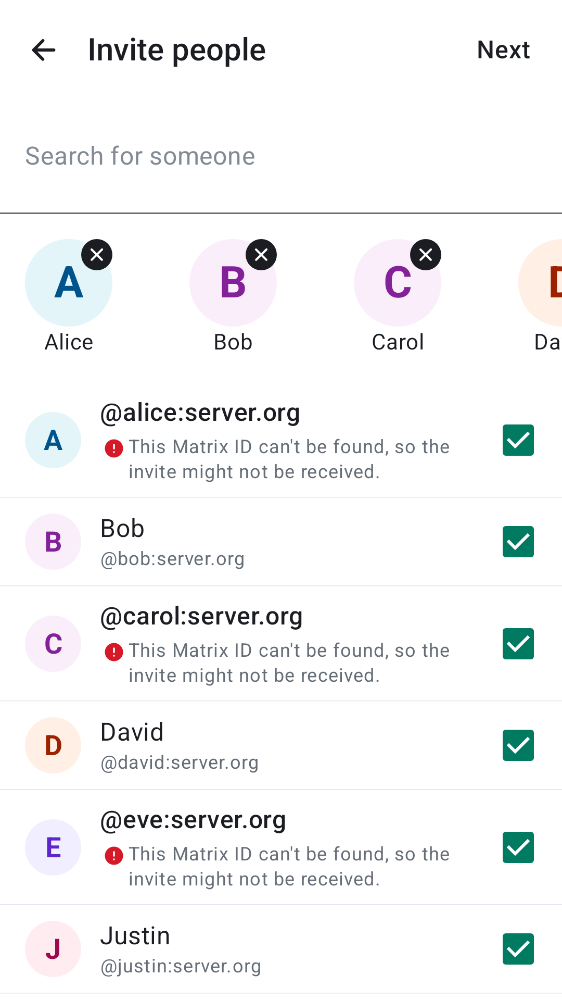 Invite people
Next
Search for someone
A
B
C
D
Alice
Bob
Carol
Da
A
@alice:server.org
This Matrix ID can't be found, so the
invite might not be received.
B
Bob
@bob:server.org
C
@carol:server.org
This Matrix ID can't be found, so the
invite might not be received.
D
David
@david:server.org
E
@eve:server.org
This Matrix ID can't be found, so the
invite might not be received.
J
Justin
@justin:server.org